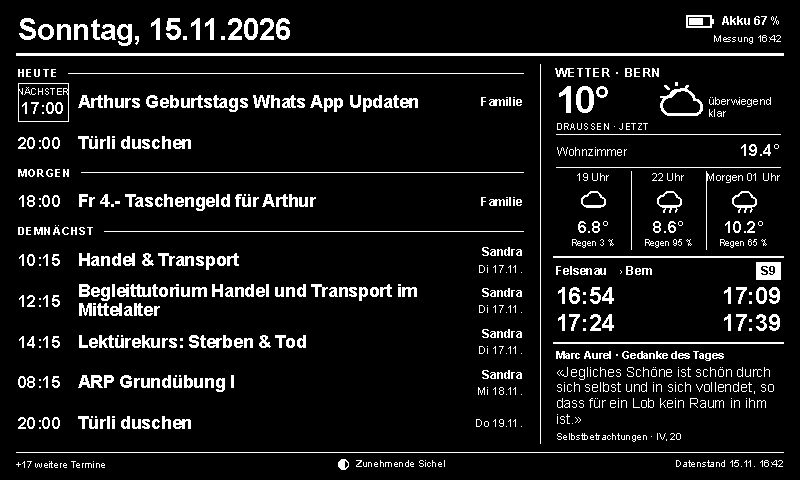 Sonntag, 15.11.2026
Akku 67 %
Messung 16:42
HEUTE
NÄCHSTER
17:00 Arthurs Geburtstags Whats App Updaten Familie
20:00 Türli duschen
MORGEN
18:00 Fr 4.- Taschengeld für Arthur Familie
DEMNÄCHST
10:15 Handel & Transport Sandra
Di 17.11.
12:15 Begleittutorium Handel und Transport im Mittelalter Sandra
Di 17.11.
14:15 Lektürekurs: Sterben & Tod Sandra
Di 17.11.
08:15 ARP Grundübung I Sandra
Mi 18.11.
20:00 Türli duschen Do 19.11.
WETTER · BERN
10° überwiegend
klar
DRAUSSEN · JETZT
Wohnzimmer 19.4°
19 Uhr 22 Uhr Morgen 01 Uhr
6.8° 8.6° 10.2°
Regen 3 % Regen 95 % Regen 65 %
Felsenau › Bern S9
16:54 17:09
17:24 17:39
Marc Aurel · Gedanke des Tages
«Jegliches Schöne ist schön durch
sich selbst und in sich vollendet, so
dass für ein Lob kein Raum in ihm
ist.»
Selbstbetrachtungen · IV, 20
+17 weitere Termine
Zunehmende Sichel
Datenstand 15.11. 16:42